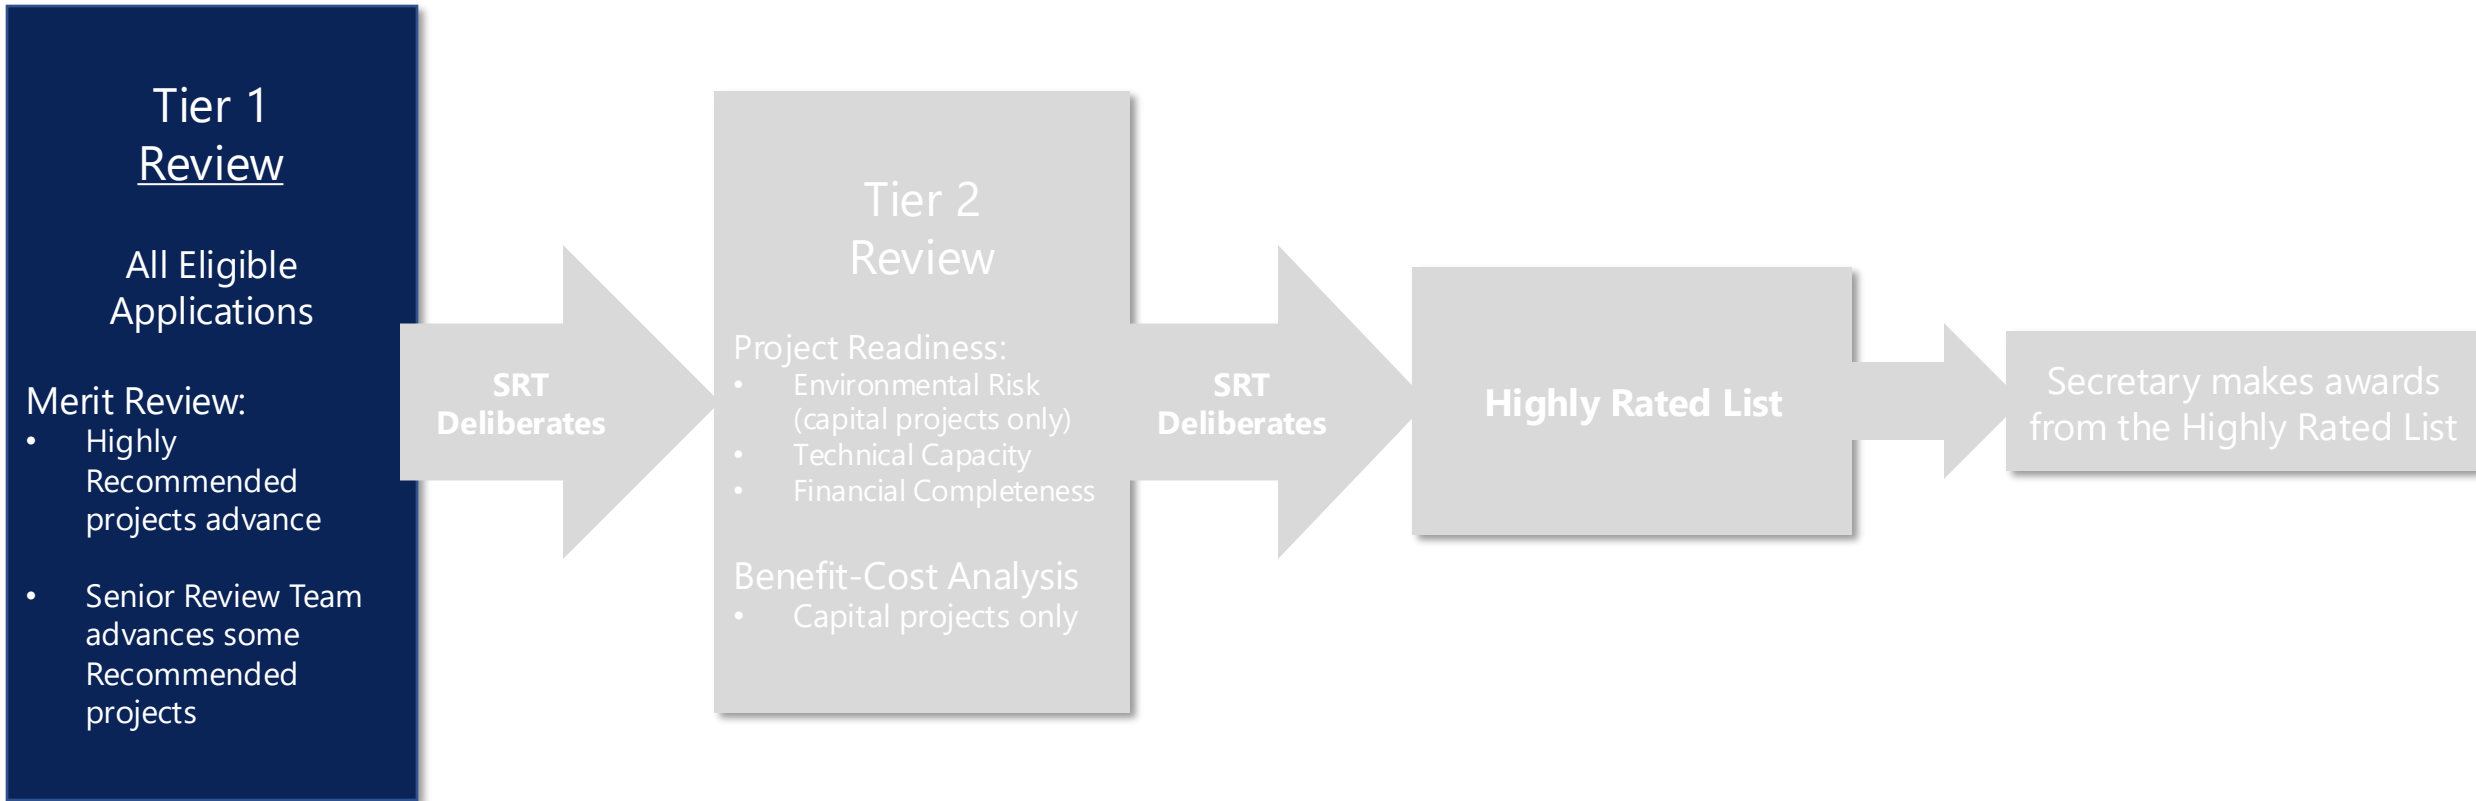 Tier 1
Review
All Eligible
Applications
Merit Review:
• Highly
Recommended
projects advance
• Senior Review Team
advances some
Recommended
projects
SRT
Deliberates
Tier 2
Review
Project Readiness:
• Environmental Risk
(capital projects only)
• Technical Capacity
• Financial Completeness
Benefit-Cost Analysis
• Capital projects only
SRT
Deliberates
Highly Rated List
Secretary makes awards
from the Highly Rated List